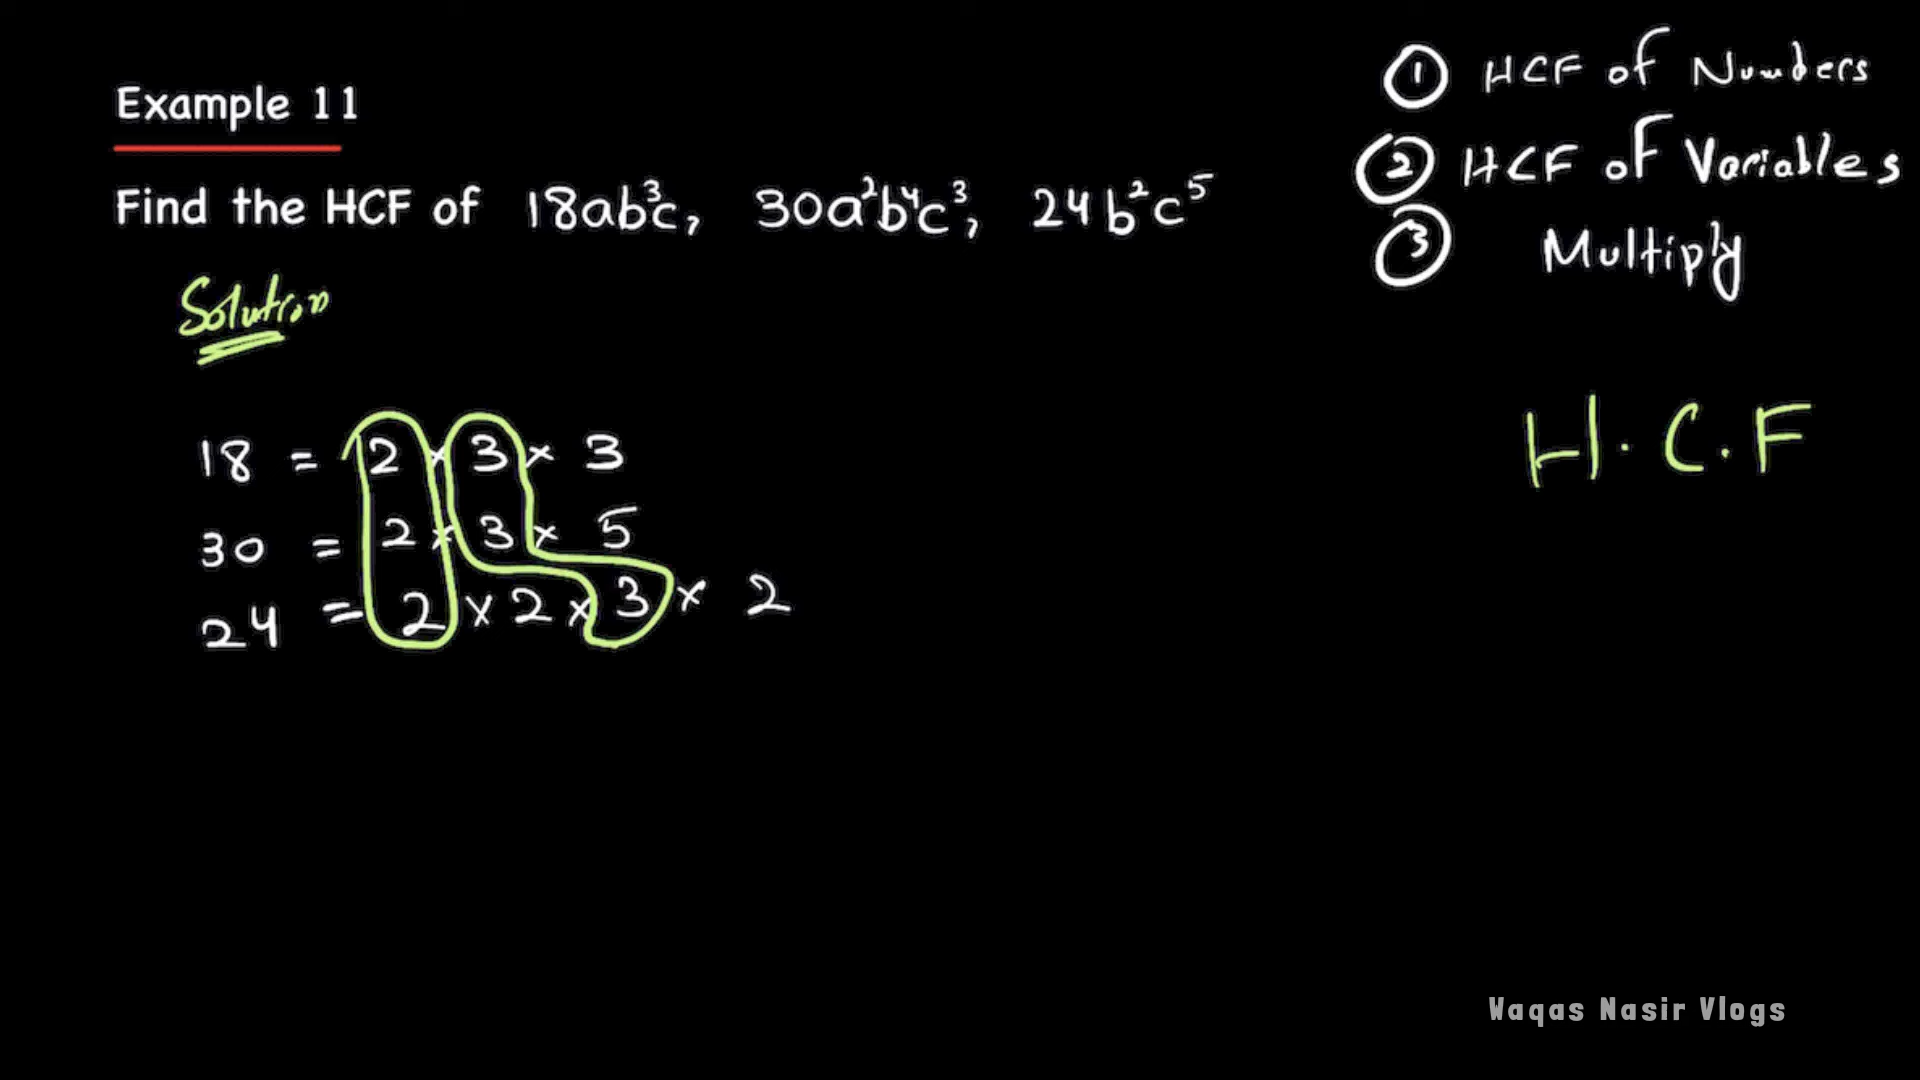 Example 11
Find the HCF of 18ab³c, 30a²b⁴c³, 24b²c⁵
① HCF of Numbers
② HCF of Variables
③ Multiply
Solution
H.C.F
18 = 2 × 3 × 3
30 = 2 × 3 × 5
24 = 2 × 2 × 3 × 2
Waqas Nasir Vlogs